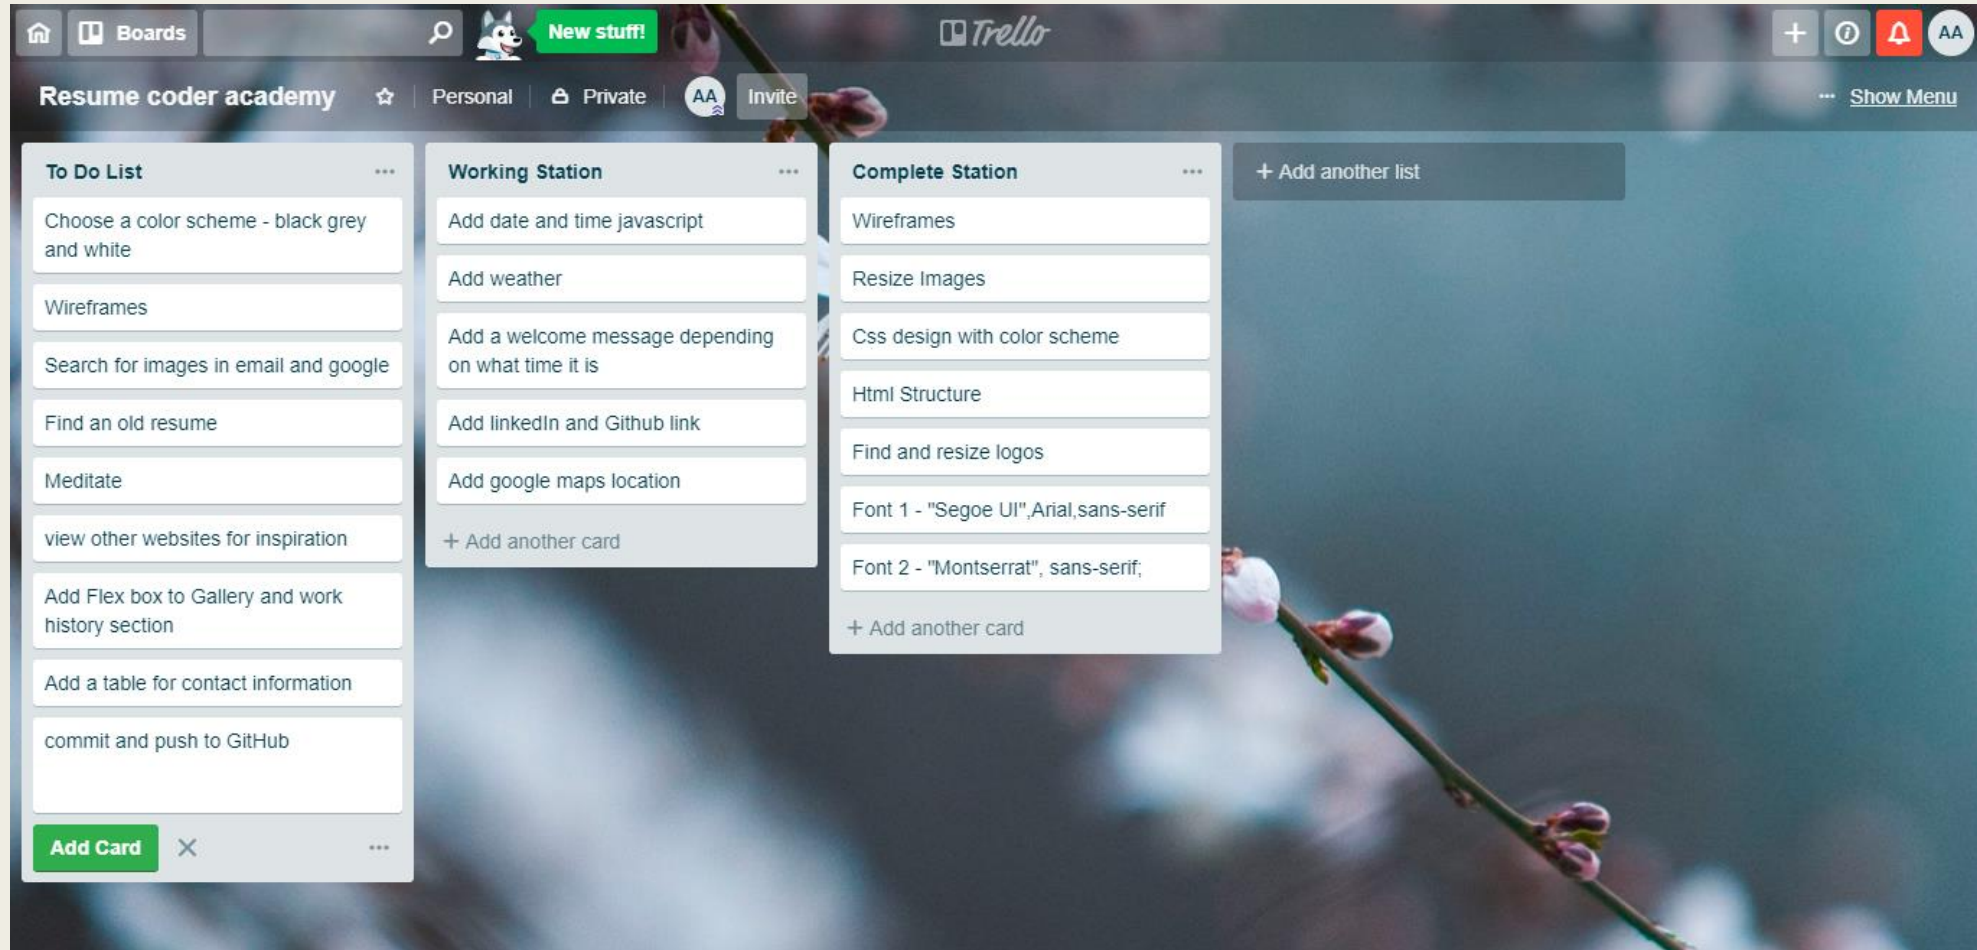 Boards
New stuff!
Trello
AA
Resume coder academy
Personal
Private
AA
Invite
... Show Menu
To Do List
Choose a color scheme - black grey
and white
Wireframes
Search for images in email and google
Find an old resume
Meditate
view other websites for inspiration
Add Flex box to Gallery and work
history section
Add a table for contact information
commit and push to GitHub
Add Card
Working Station
Add date and time javascript
Add weather
Add a welcome message depending
on what time it is
Add linkedIn and Github link
Add google maps location
+ Add another card
Complete Station
Wireframes
Resize Images
Css design with color scheme
Html Structure
Find and resize logos
Font 1 - "Segoe UI",Arial,sans-serif
Font 2 - "Montserrat", sans-serif;
+ Add another card
+ Add another list